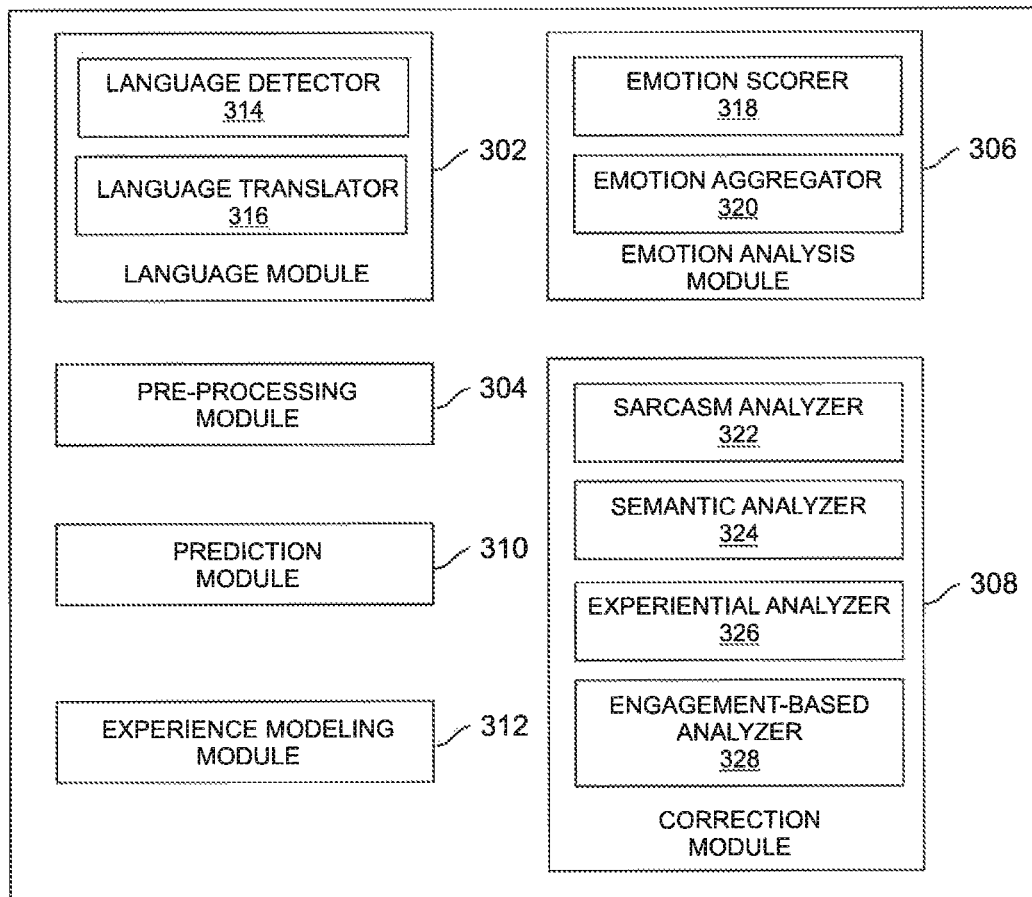 LANGUAGE DETECTOR
314
LANGUAGE TRANSLATOR
316
LANGUAGE MODULE
302
EMOTION SCORER
318
EMOTION AGGREGATOR
320
EMOTION ANALYSIS
MODULE
306
PRE-PROCESSING
MODULE
304
PREDICTION
MODULE
310
EXPERIENCE MODELING
MODULE
312
SARCASM ANALYZER
322
SEMANTIC ANALYZER
324
EXPERIENTIAL ANALYZER
326
ENGAGEMENT-BASED
ANALYZER
328
CORRECTION
MODULE
308